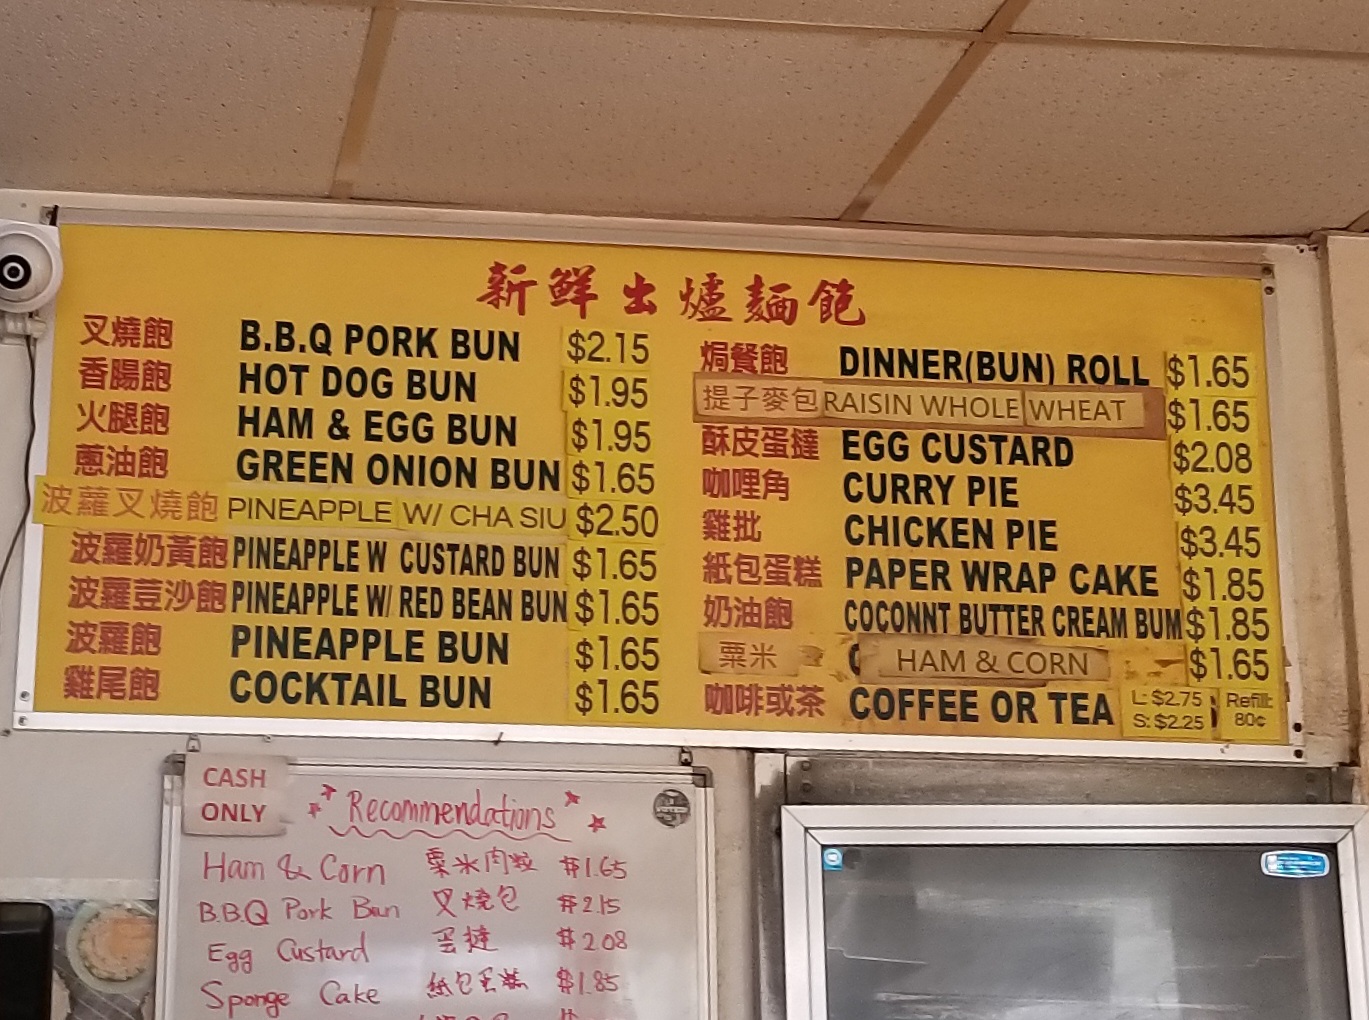 新鮮出爐麵飽
叉燒飽 B.B.Q PORK BUN $2.15
香腸飽 HOT DOG BUN $1.95
火腿飽 HAM & EGG BUN $1.95
蔥油飽 GREEN ONION BUN $1.65
波蘿叉燒飽 PINEAPPLE W/ CHA SIU $2.50
波蘿奶黃飽 PINEAPPLE W CUSTARD BUN $1.65
波蘿荳沙飽 PINEAPPLE W/ RED BEAN BUN $1.65
波蘿飽 PINEAPPLE BUN $1.65
雞尾飽 COCKTAIL BUN $1.65
焗餐飽 DINNER(BUN) ROLL $1.65
提子麥包 RAISIN WHOLE WHEAT $1.65
酥皮蛋撻 EGG CUSTARD $2.08
咖哩角 CURRY PIE $3.45
雞批 CHICKEN PIE $3.45
紙包蛋糕 PAPER WRAP CAKE $1.85
奶油飽 COCONNT BUTTER CREAM BUM $1.85
粟米 HAM & CORN $1.65
咖啡或茶 COFFEE OR TEA L: $2.75 Refill:
S: $2.25 80¢
CASH
ONLY
Recommendations
Ham & Corn 粟米肉粒 $1.65
B.B.Q Pork Bun 叉燒包 $2.15
Egg Custard 蛋撻 $2.08
Sponge Cake 紙包蛋糕 $1.85